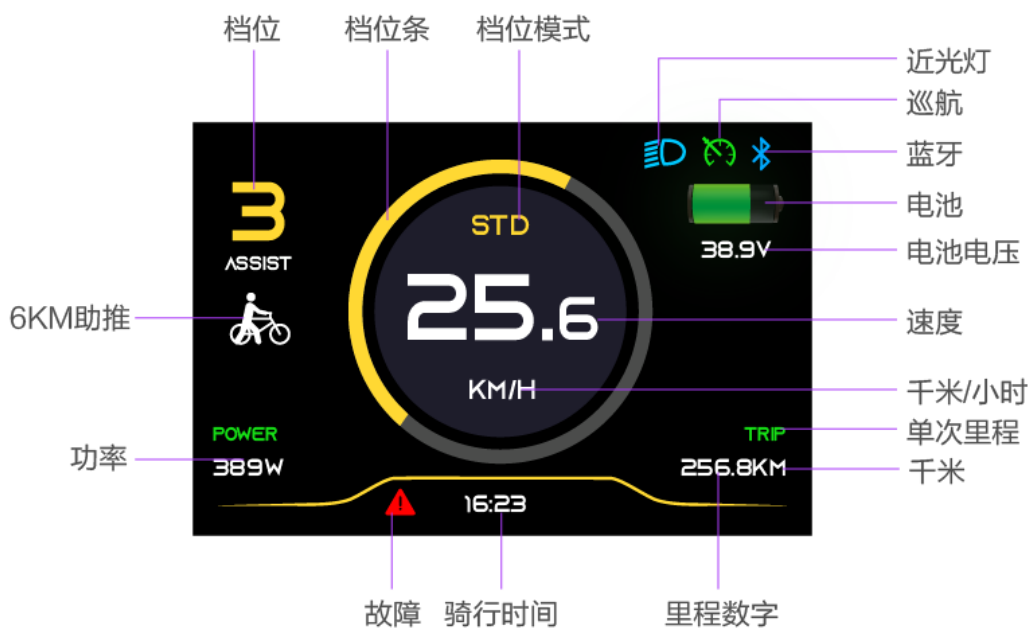 档位 档位条 档位模式
近光灯
巡航
蓝牙
3
电池
STD
38.9V 电池电压
ASSIST
6KM助推
25.6 速度
KM/H 千米/小时
POWER TRIP 单次里程
功率 389W 256.8KM 千米
16:23
故障 骑行时间 里程数字